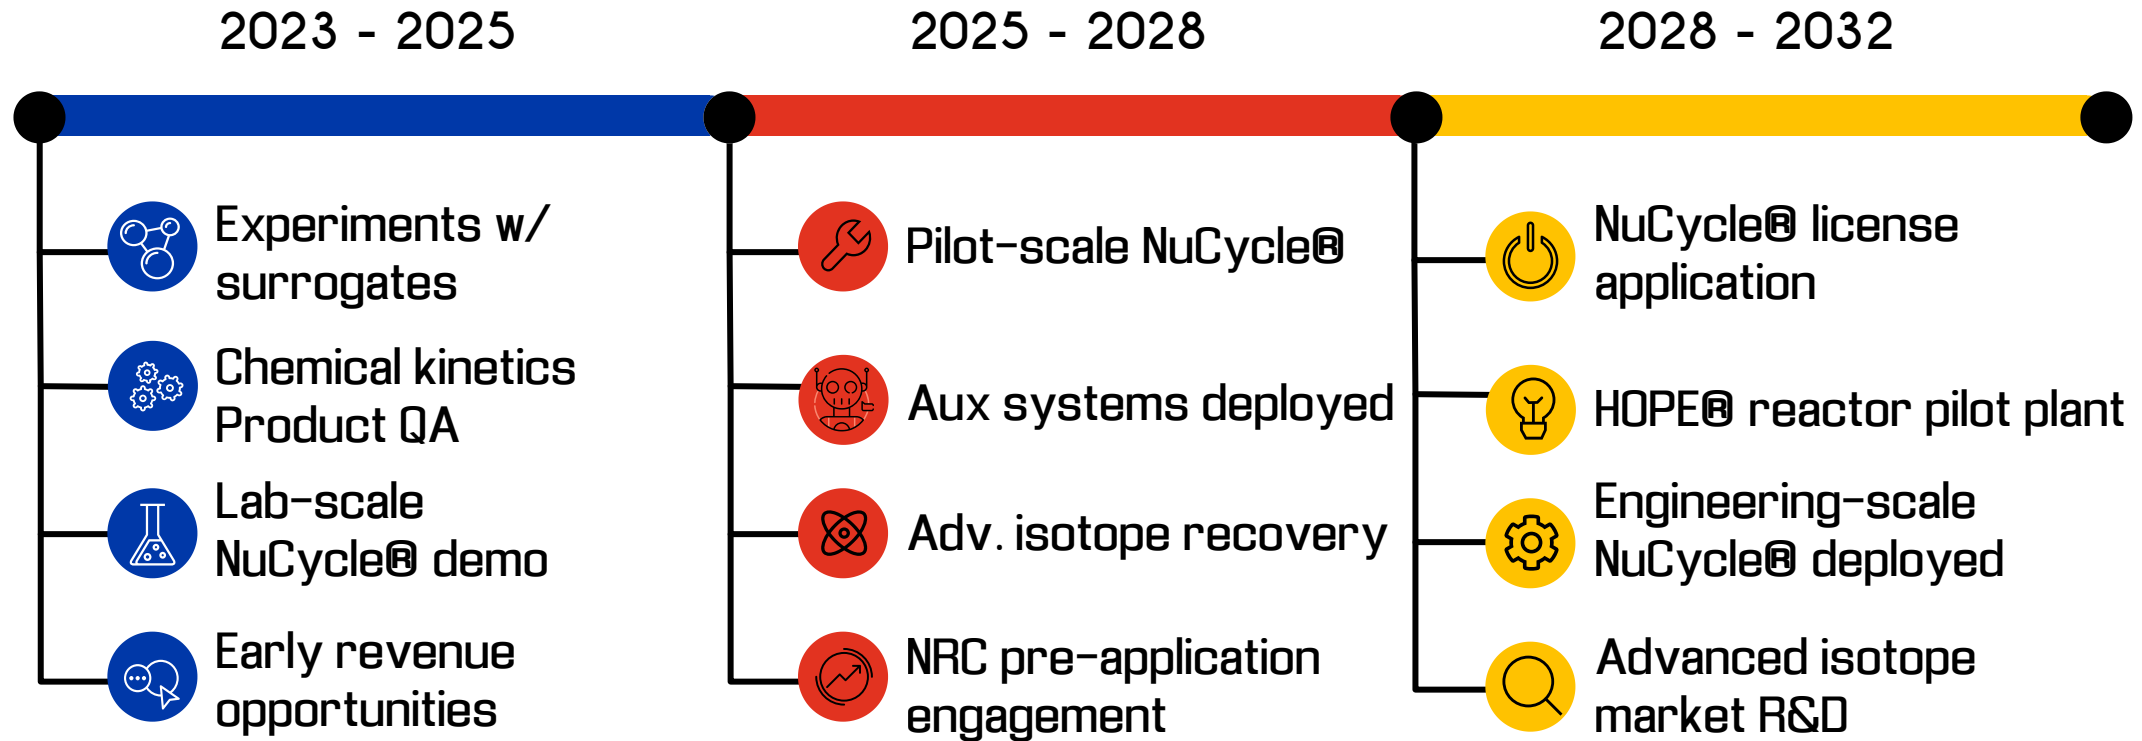 2023 - 2025
Experiments w/
surrogates
Chemical kinetics
Product QA
Lab-scale
NuCycle® demo
Early revenue
opportunities
2025 - 2028
Pilot-scale NuCycle®
Aux systems deployed
Adv. isotope recovery
NRC pre-application
engagement
2028 - 2032
NuCycle® license
application
HOPE® reactor pilot plant
Engineering-scale
NuCycle® deployed
Advanced isotope
market R&D